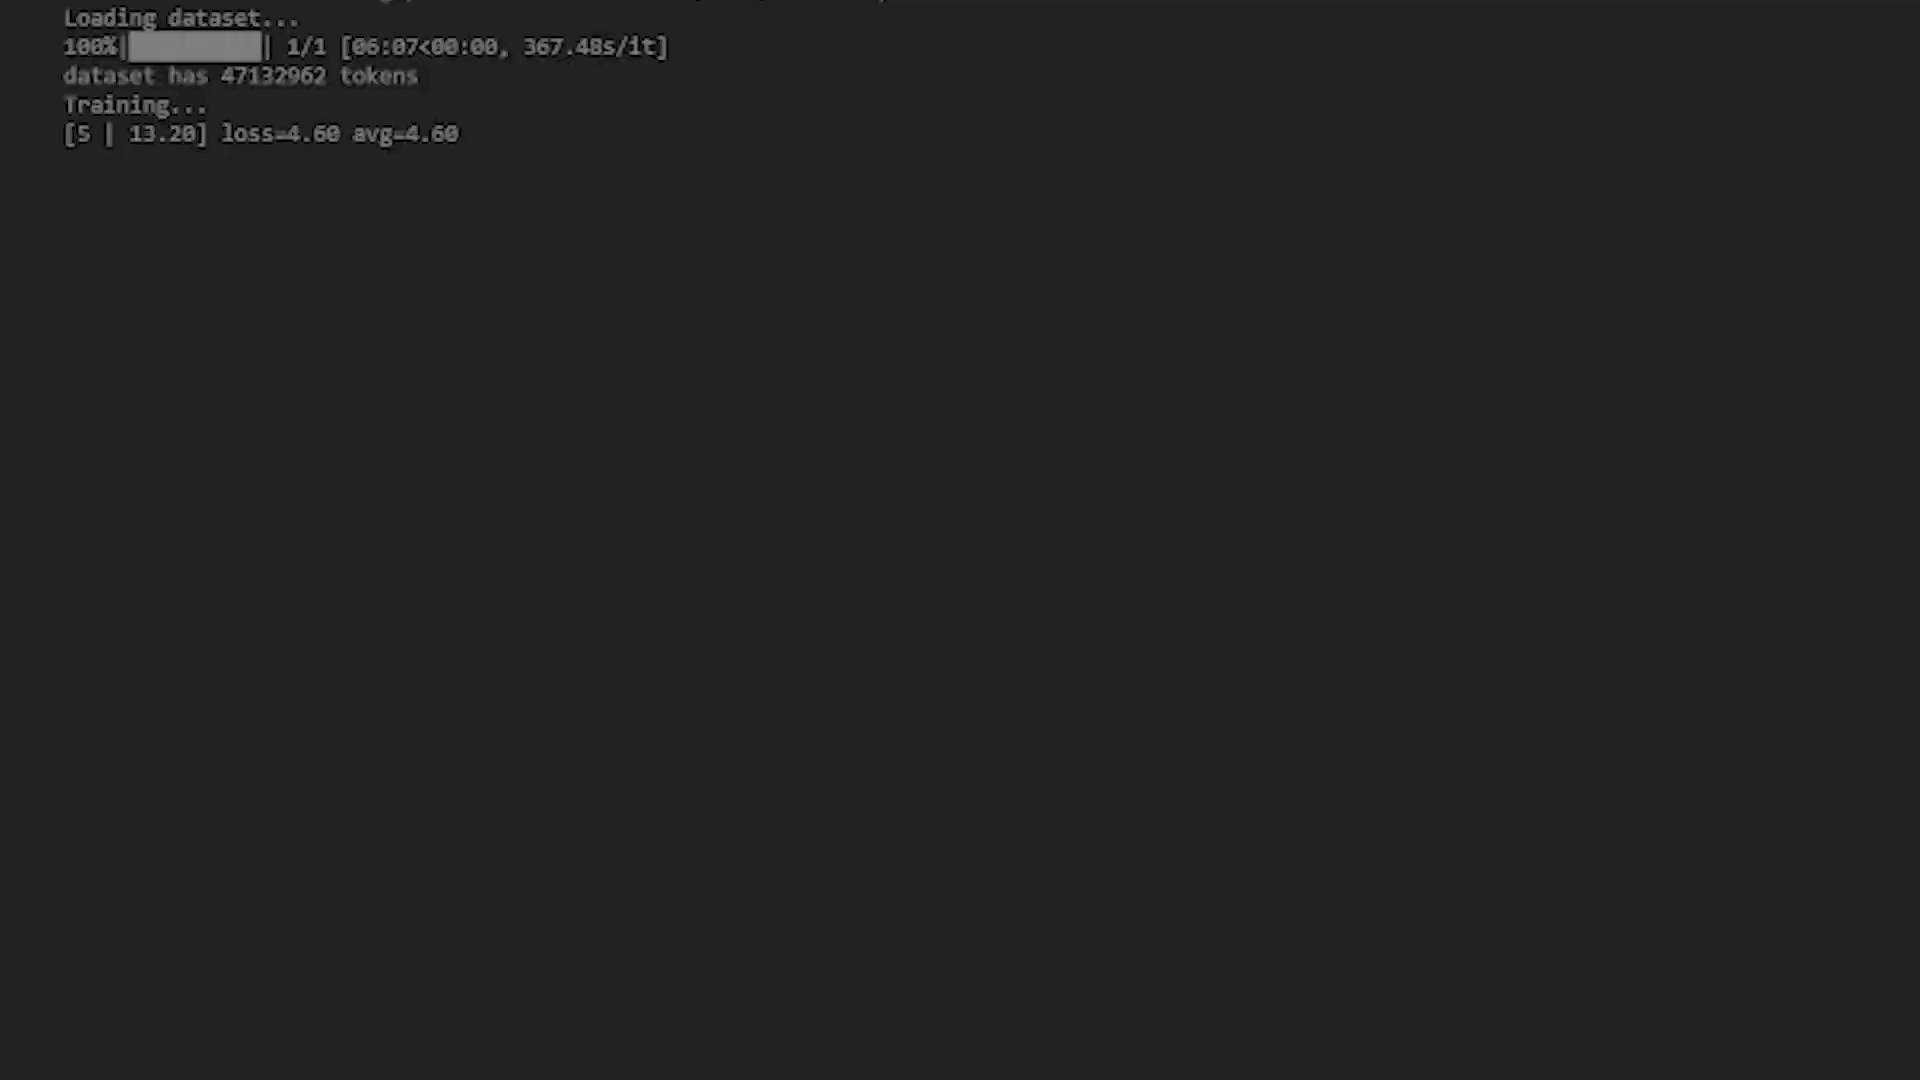 Loading dataset...
100%|██████████| 1/1 [06:07<00:00, 367.48s/it]
dataset has 47132962 tokens
Training...
[5 | 13.20] loss=4.60 avg=4.60